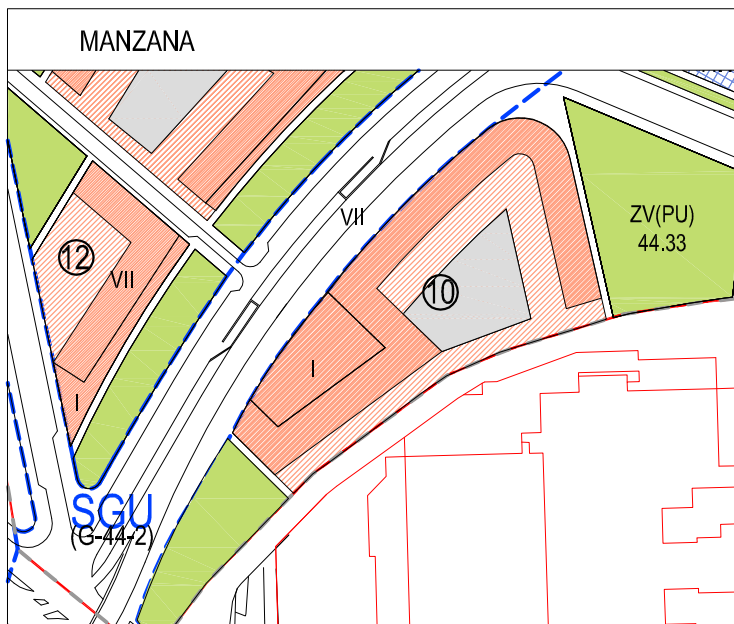 MANZANA
VII
ZV(PU)
44.33
12
VII
10
I
I
SGU
(G-44-2)